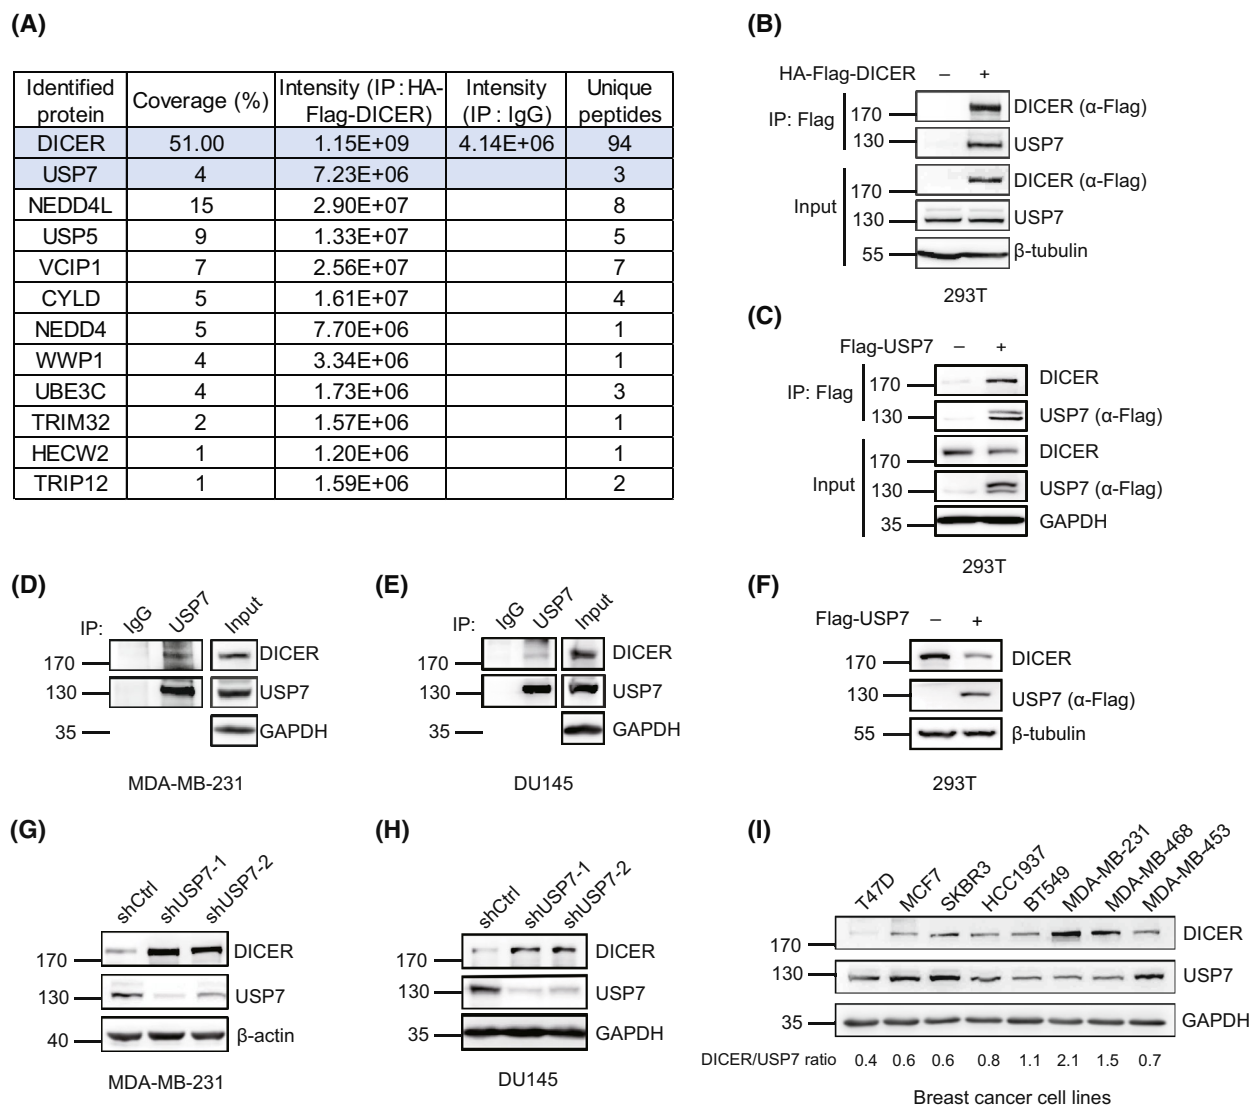 (A)
Identified protein Coverage (%) Intensity (IP : HA-Flag-DICER) Intensity (IP : IgG) Unique peptides
DICER 51.00 1.15E+09 4.14E+06 94
USP7 4 7.23E+06 3
NEDD4L 15 2.90E+07 8
USP5 9 1.33E+07 5
VCIP1 7 2.56E+07 7
CYLD 5 1.61E+07 4
NEDD4 5 7.70E+06 1
WWP1 4 3.34E+06 1
UBE3C 4 1.73E+06 3
TRIM32 2 1.57E+06 1
HECW2 1 1.20E+06 1
TRIP12 1 1.59E+06 2
(B)
HA-Flag-DICER – +
IP: Flag
170 DICER (α-Flag)
130 USP7
Input
170 DICER (α-Flag)
130 USP7
55 β-tubulin
293T
(C)
Flag-USP7 – +
IP: Flag
170 DICER
130 USP7 (α-Flag)
Input
170 DICER
130 USP7 (α-Flag)
35 GAPDH
293T
(D)
IP: IgG USP7 Input
170 DICER
130 USP7
35 GAPDH
MDA-MB-231
(E)
IP: IgG USP7 Input
170 DICER
130 USP7
35 GAPDH
DU145
(F)
Flag-USP7 – +
170 DICER
130 USP7 (α-Flag)
55 β-tubulin
293T
(G)
shCtrl shUSP7-1 shUSP7-2
170 DICER
130 USP7
40 β-actin
MDA-MB-231
(H)
shCtrl shUSP7-1 shUSP7-2
170 DICER
130 USP7
35 GAPDH
DU145
(I)
T47D MCF7 SKBR3 HCC1937 BT549 MDA-MB-231 MDA-MB-468 MDA-MB-453
170 DICER
130 USP7
35 GAPDH
DICER/USP7 ratio 0.4 0.6 0.6 0.8 1.1 2.1 1.5 0.7
Breast cancer cell lines